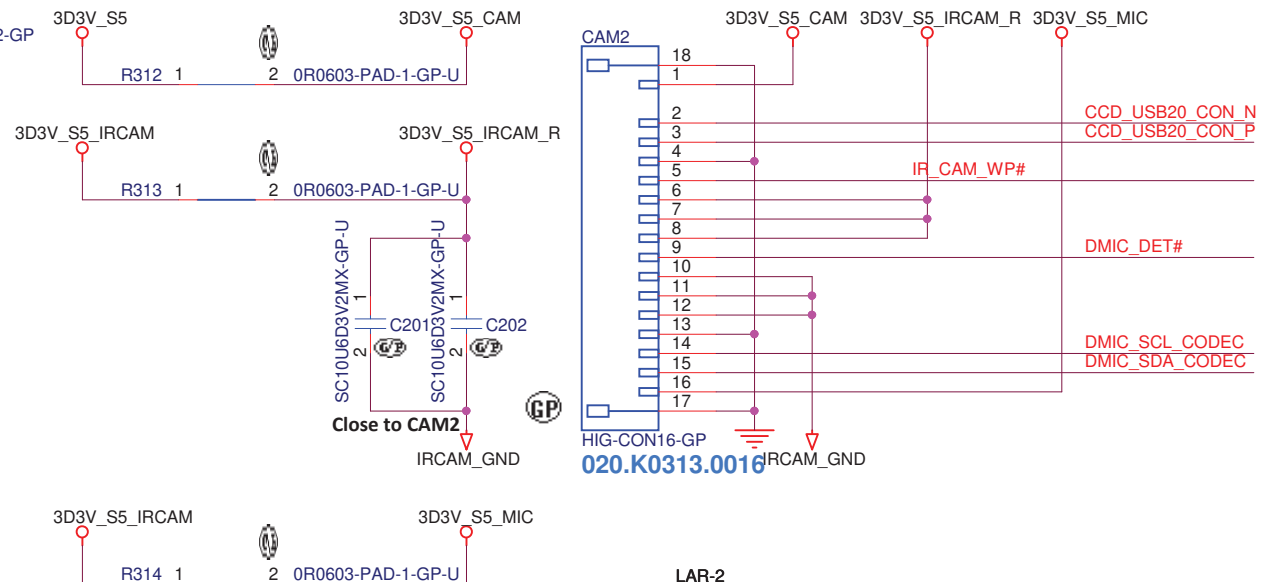 2-GP
3D3V_S5
3D3V_S5_CAM
R312 1 2 0R0603-PAD-1-GP-U
3D3V_S5_IRCAM
3D3V_S5_IRCAM_R
R313 1 2 0R0603-PAD-1-GP-U
SC10U6D3V2MX-GP-U
1
C201
2
G/P
SC10U6D3V2MX-GP-U
1
C202
2
G/P
Close to CAM2
IRCAM_GND
3D3V_S5_IRCAM
3D3V_S5_MIC
R314 1 2 0R0603-PAD-1-GP-U
3D3V_S5_CAM 3D3V_S5_IRCAM_R 3D3V_S5_MIC
CAM2
18
1
2 CCD_USB20_CON_N
3 CCD_USB20_CON_P
4
5 IR_CAM_WP#
6
7
8
9 DMIC_DET#
10
11
12
13
14 DMIC_SCL_CODEC
15 DMIC_SDA_CODEC
16
17
GP
HIG-CON16-GP
020.K0313.0016
IRCAM_GND
LAR-2